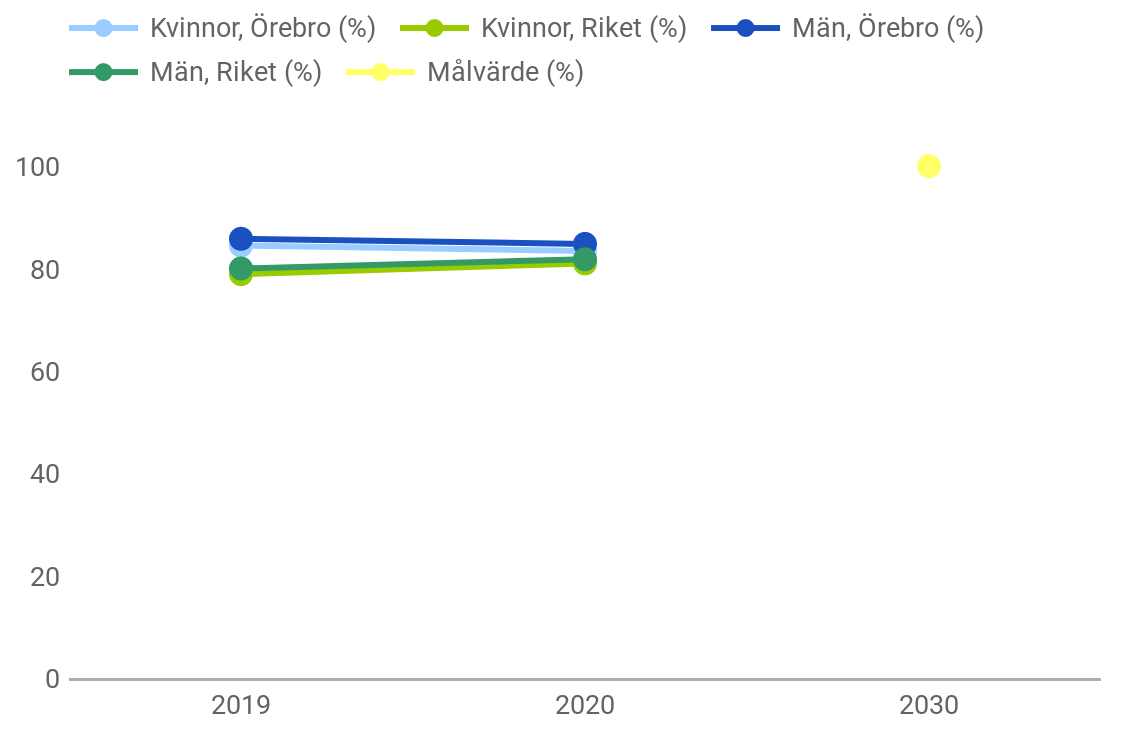 Kvinnor, Örebro (%) Kvinnor, Riket (%) Män, Örebro (%)
Män, Riket (%) Målvärde (%)
100
80
60
40
20
0
2019 2020 2030